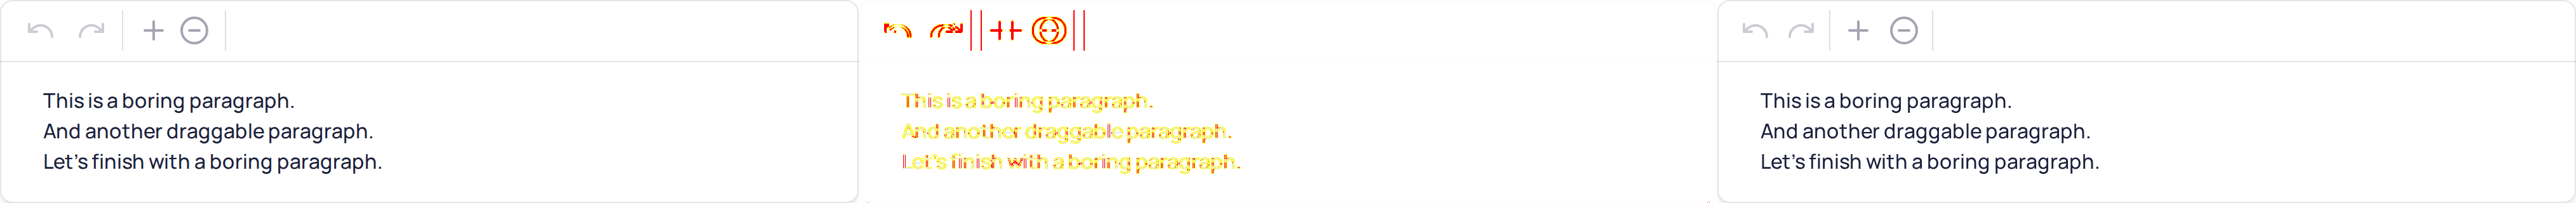 This is a boring paragraph.
And another draggable paragraph.
Let's finish with a boring paragraph.
This is a boring paragraph.
And another draggable paragraph.
Let's finish with a boring paragraph.
This is a boring paragraph.
And another draggable paragraph.
Let's finish with a boring paragraph.